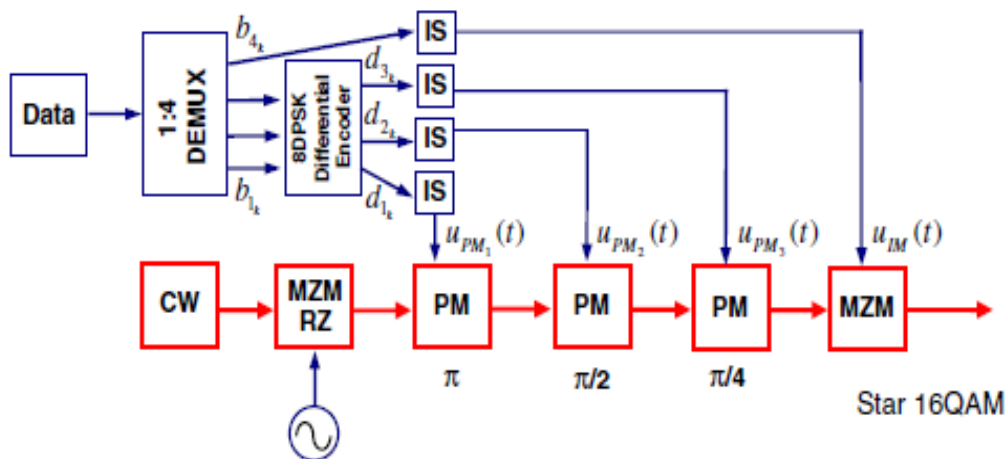 Data
1:4
DEMUX
b4k
b1k
8DPSK
Differential
Encoder
d3k
d2k
d1k
IS
IS
IS
IS
uPM1(t)
uPM2(t)
uPM3(t)
uIM(t)
CW
MZM
RZ
PM
PM
PM
MZM
π
π/2
π/4
Star 16QAM